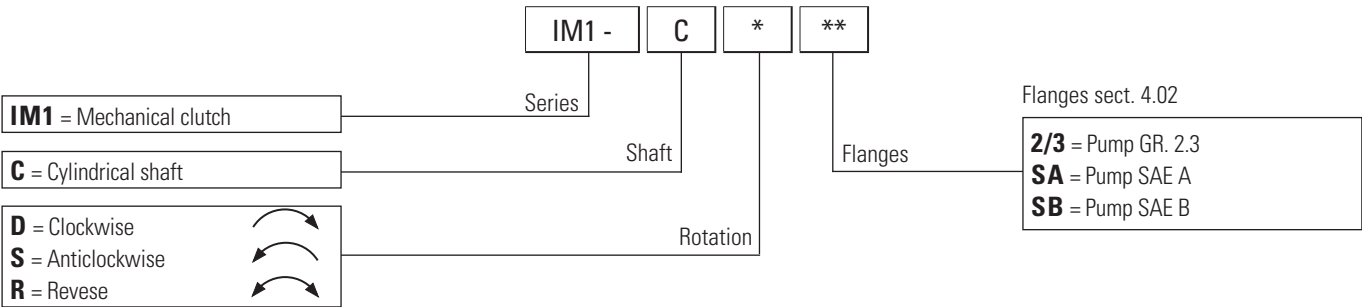 IM1 - C * **
Series
Shaft
Rotation
Flanges
IM1 = Mechanical clutch
C = Cylindrical shaft
D = Clockwise
S = Anticlockwise
R = Revese
Flanges sect. 4.02
2/3 = Pump GR. 2.3
SA = Pump SAE A
SB = Pump SAE B